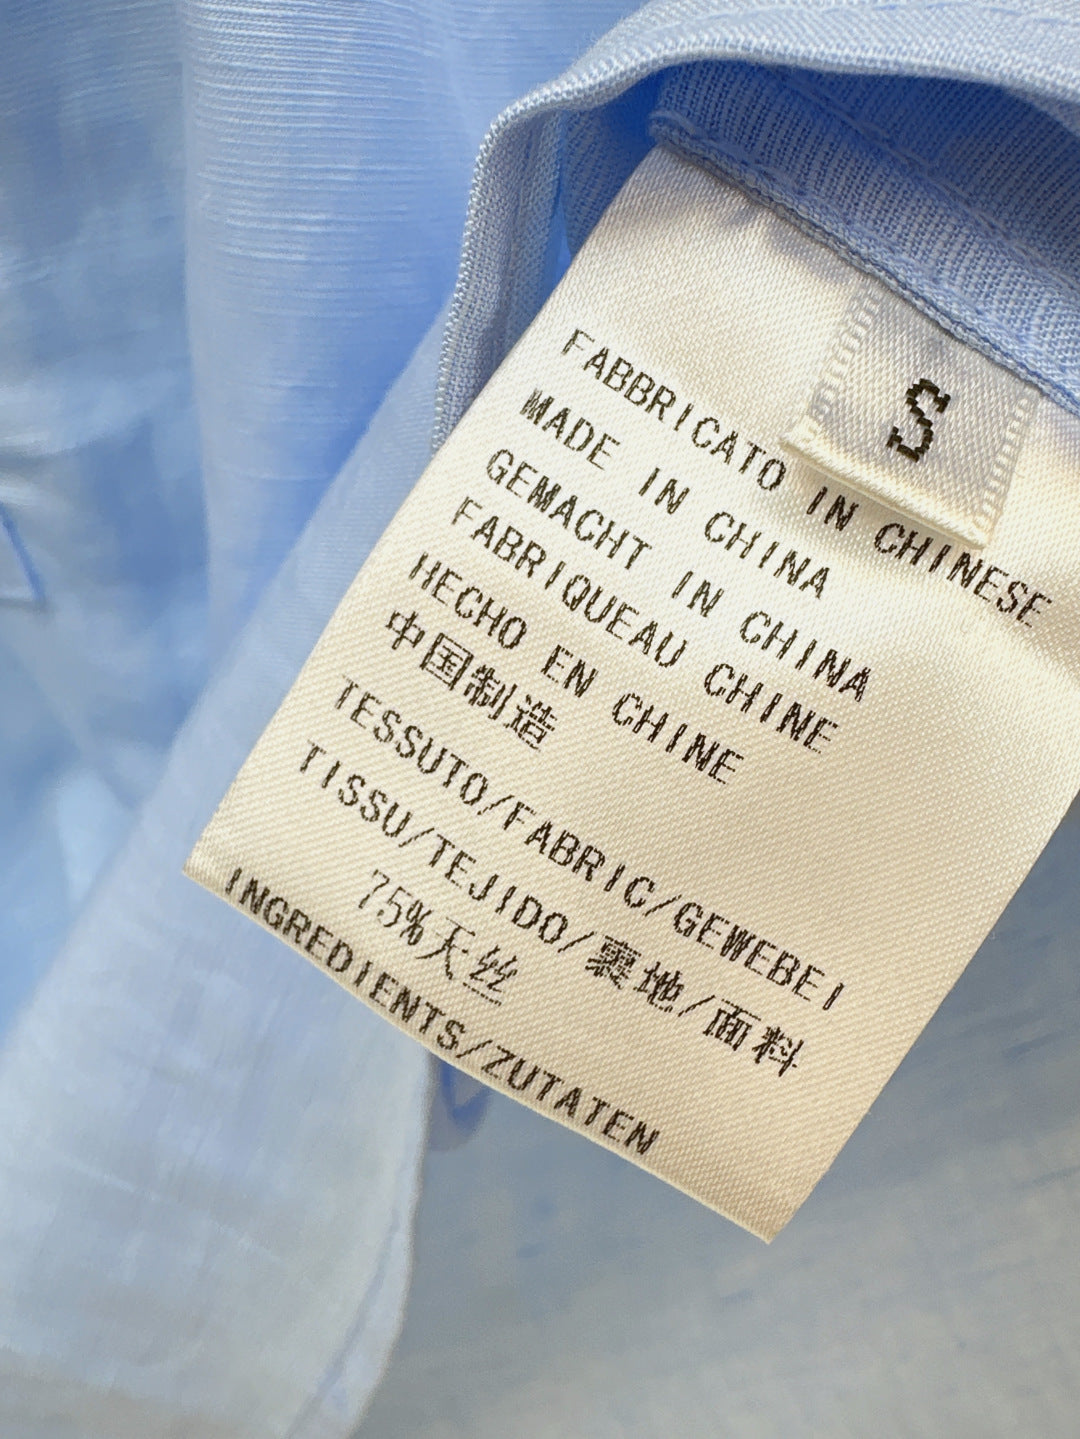 S
FABBRICATO IN CHINESE
MADE IN CHINA
GEMACHT IN CHINA
FABRIQUEAU CHINE
HECHO EN CHINE
中国制造
TESSUTO/FABRIC/GEWEBEI
TISSU/TEJIDO/裹地/面料
75%天丝
INGREDIENTS/ZUTATEN